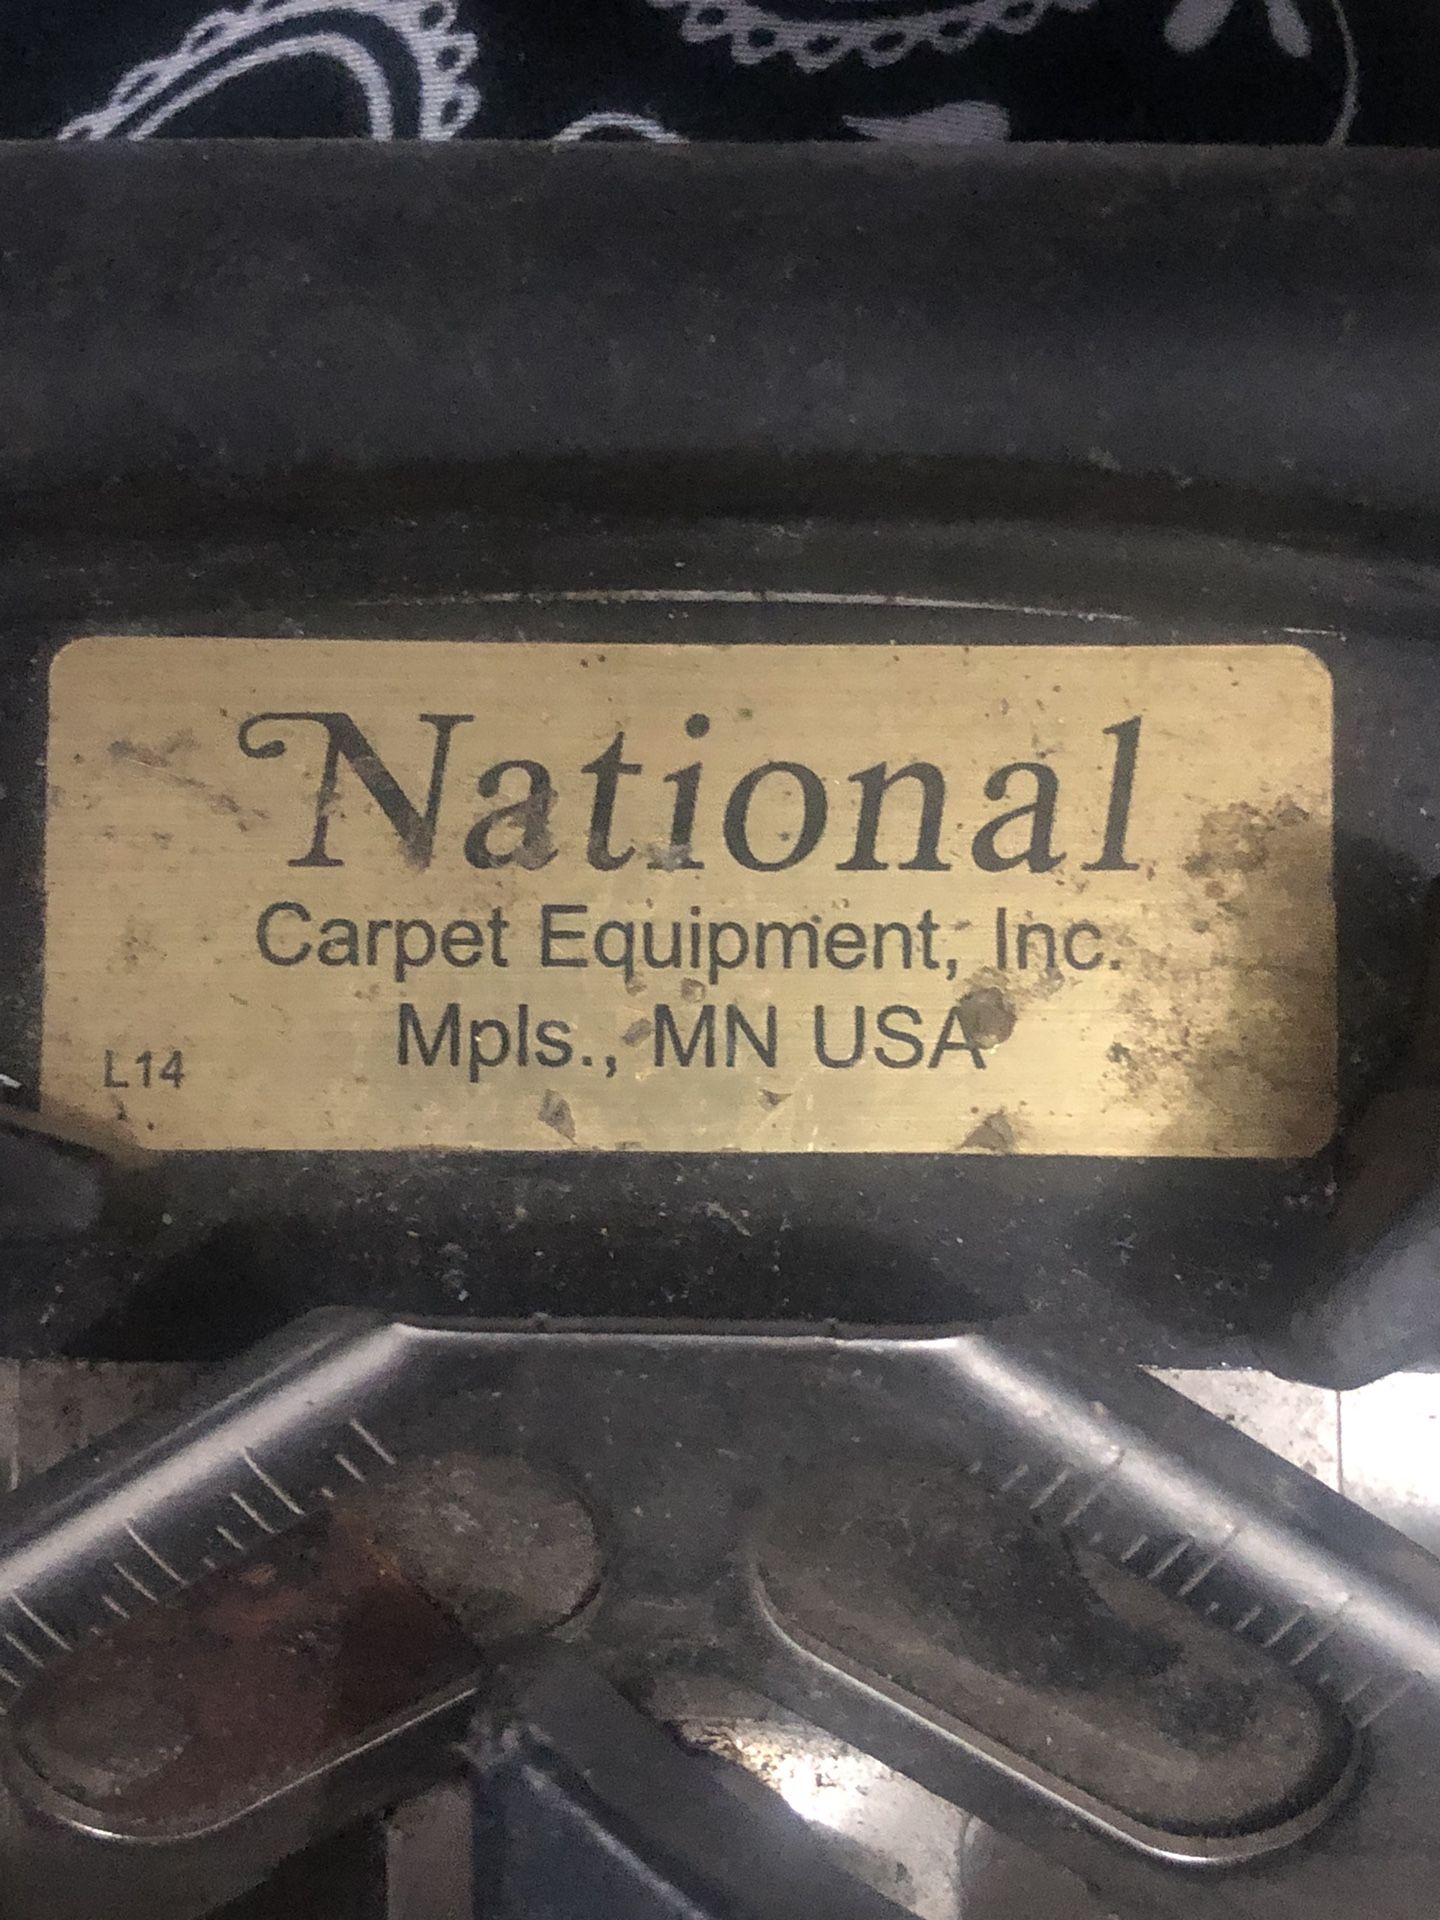 National
Carpet Equipment, Inc.
Mpls., MN USA
L14